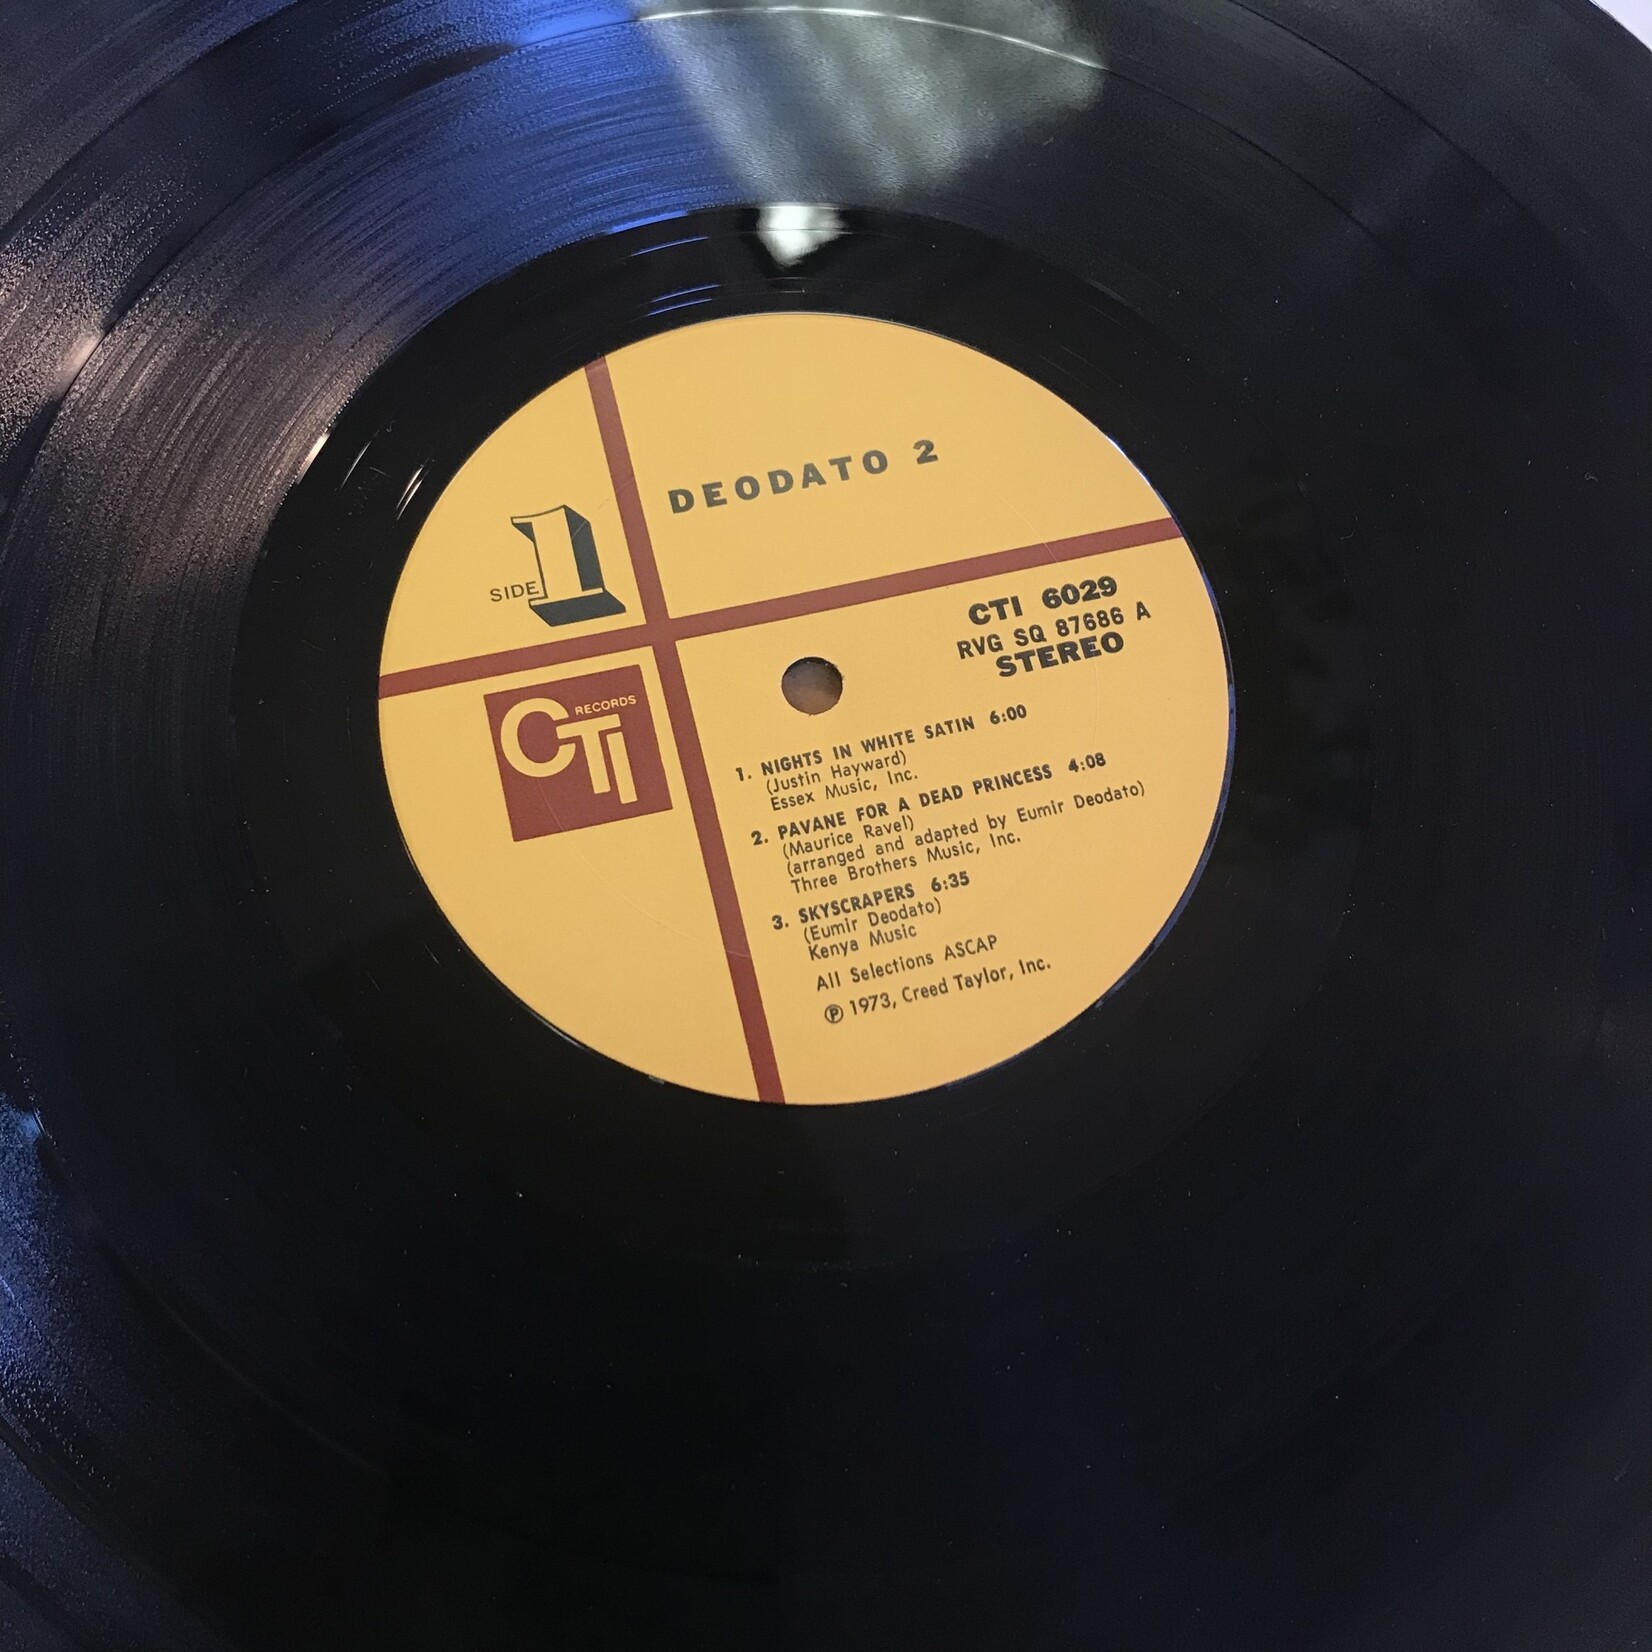 DEODATO 2
SIDE 1
CTI 6029
RVG SQ 87686 A
STEREO
CTI RECORDS
1. NIGHTS IN WHITE SATIN 6:00
(Justin Hayward)
Essex Music, Inc.
2. PAVANE FOR A DEAD PRINCESS 4:08
(Maurice Ravel)
(arranged and adapted by Eumir Deodato)
Three Brothers Music, Inc.
3. SKYSCRAPERS 6:35
(Eumir Deodato)
Kenya Music
All Selections ASCAP
℗ 1973, Creed Taylor, Inc.